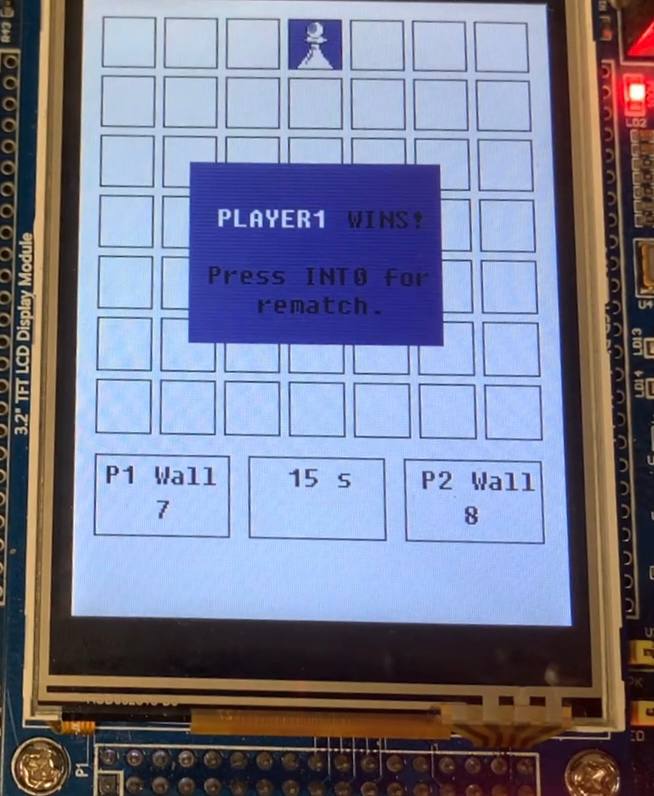 PLAYER1 WINS!
Press INT0 for
rematch.
P1 Wall
7
15 s
P2 Wall
8
3.2" TFT LCD Display Module
P1
LD13
LD14